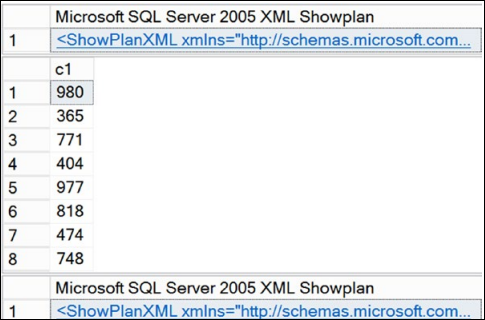 Microsoft SQL Server 2005 XML Showplan
1 <ShowPlanXML xmlns="http://schemas.microsoft.com...
c1
1 980
2 365
3 771
4 404
5 977
6 818
7 474
8 748
Microsoft SQL Server 2005 XML Showplan
1 <ShowPlanXML xmlns="http://schemas.microsoft.com...